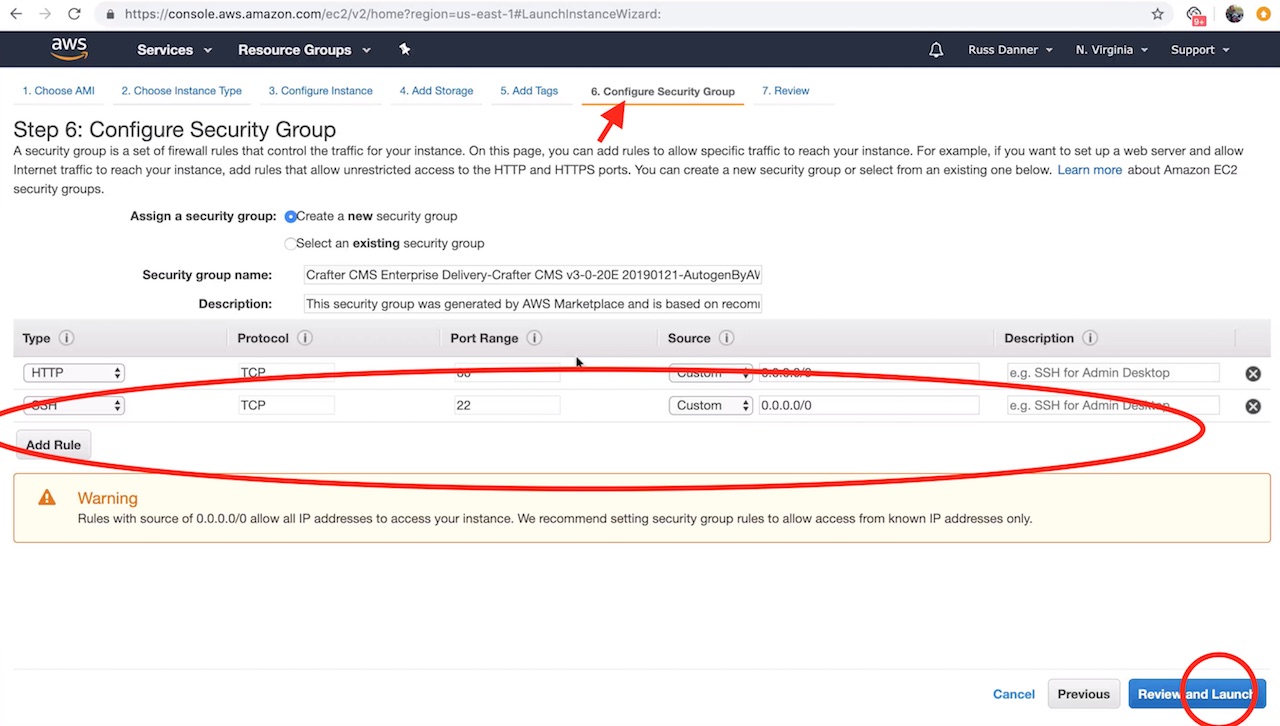 https://console.aws.amazon.com/ec2/v2/home?region=us-east-1#LaunchInstanceWizard:
9+
aws Services Resource Groups Russ Danner N. Virginia Support
1. Choose AMI 2. Choose Instance Type 3. Configure Instance 4. Add Storage 5. Add Tags 6. Configure Security Group 7. Review
Step 6: Configure Security Group
A security group is a set of firewall rules that control the traffic for your instance. On this page, you can add rules to allow specific traffic to reach your instance. For example, if you want to set up a web server and allow
Internet traffic to reach your instance, add rules that allow unrestricted access to the HTTP and HTTPS ports. You can create a new security group or select from an existing one below. Learn more about Amazon EC2
security groups.
Assign a security group: Create a new security group
Select an existing security group
Security group name: Crafter CMS Enterprise Delivery-Crafter CMS v3-0-20E 20190121-AutogenByAW
Description: This security group was generated by AWS Marketplace and is based on recom
Type i Protocol i Port Range i Source i Description i
HTTP TCP 80 Custom 0.0.0.0/0 e.g. SSH for Admin Desktop
SSH TCP 22 Custom 0.0.0.0/0 e.g. SSH for Admin Desktop
Add Rule
Warning
Rules with source of 0.0.0.0/0 allow all IP addresses to access your instance. We recommend setting security group rules to allow access from known IP addresses only.
Cancel Previous Review and Launch